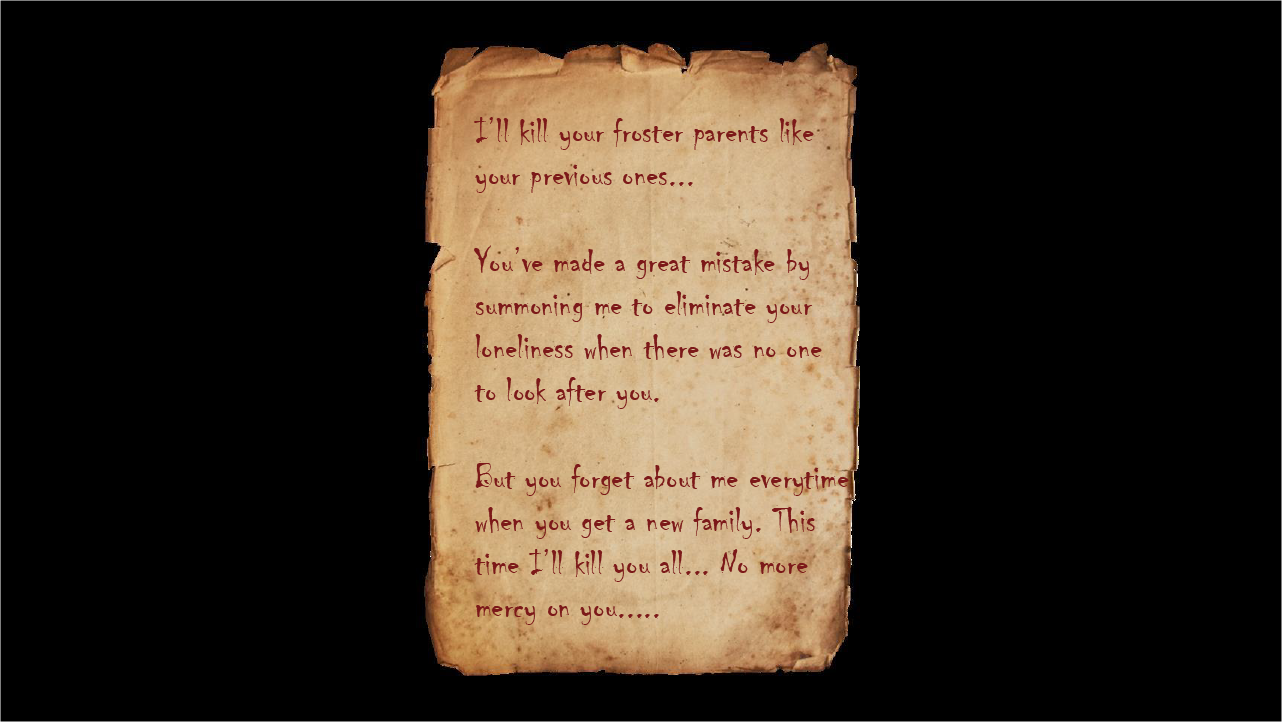 I'll kill your froster parents like
your previous ones...
You've made a great mistake by
summoning me to eliminate your
loneliness when there was no one
to look after you.
But you forget about me everytime
when you get a new family. This
time I'll kill you all... No more
mercy on you.....